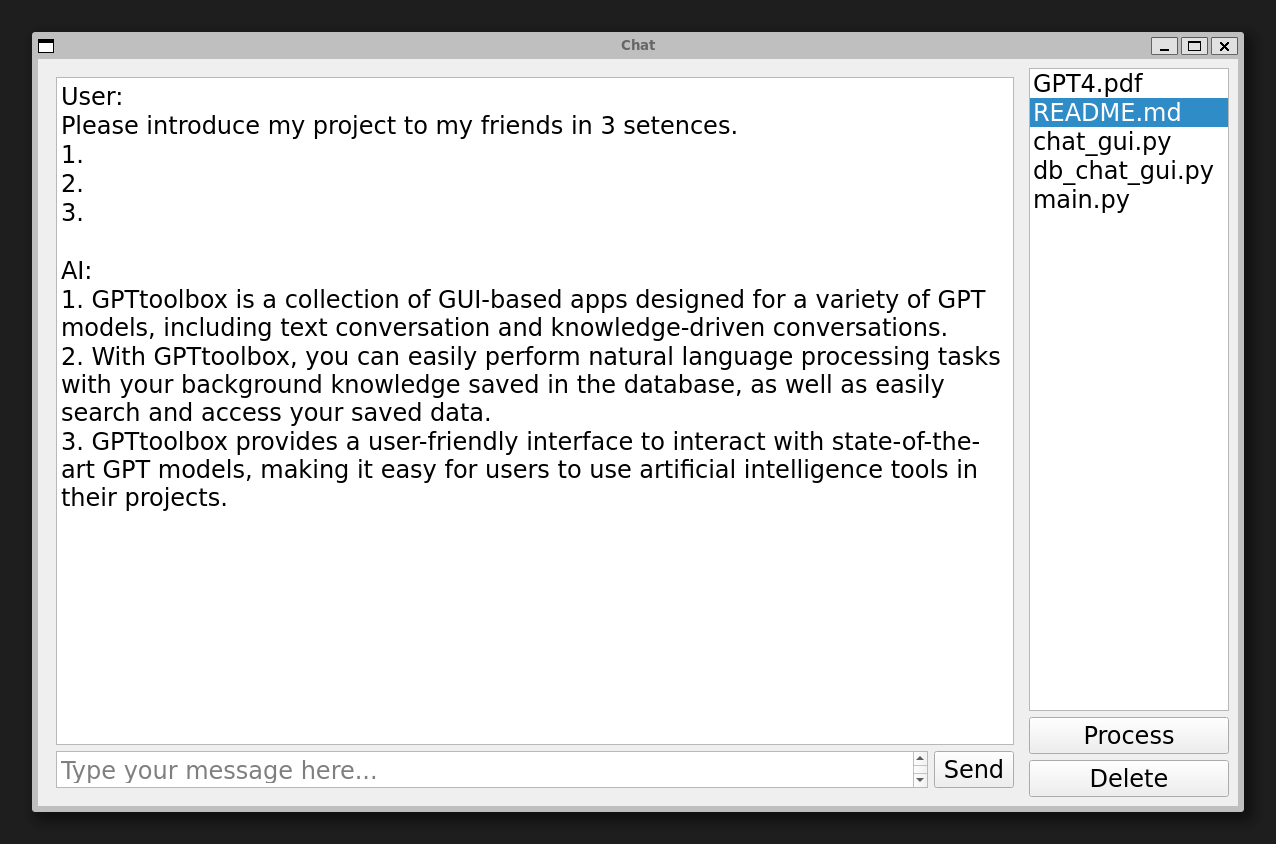 Chat
User:
Please introduce my project to my friends in 3 setences.
1.
2.
3.
AI:
1. GPTtoolbox is a collection of GUI-based apps designed for a variety of GPT
models, including text conversation and knowledge-driven conversations.
2. With GPTtoolbox, you can easily perform natural language processing tasks
with your background knowledge saved in the database, as well as easily
search and access your saved data.
3. GPTtoolbox provides a user-friendly interface to interact with state-of-the-
art GPT models, making it easy for users to use artificial intelligence tools in
their projects.
Type your message here...
Send
GPT4.pdf
README.md
chat_gui.py
db_chat_gui.py
main.py
Process
Delete